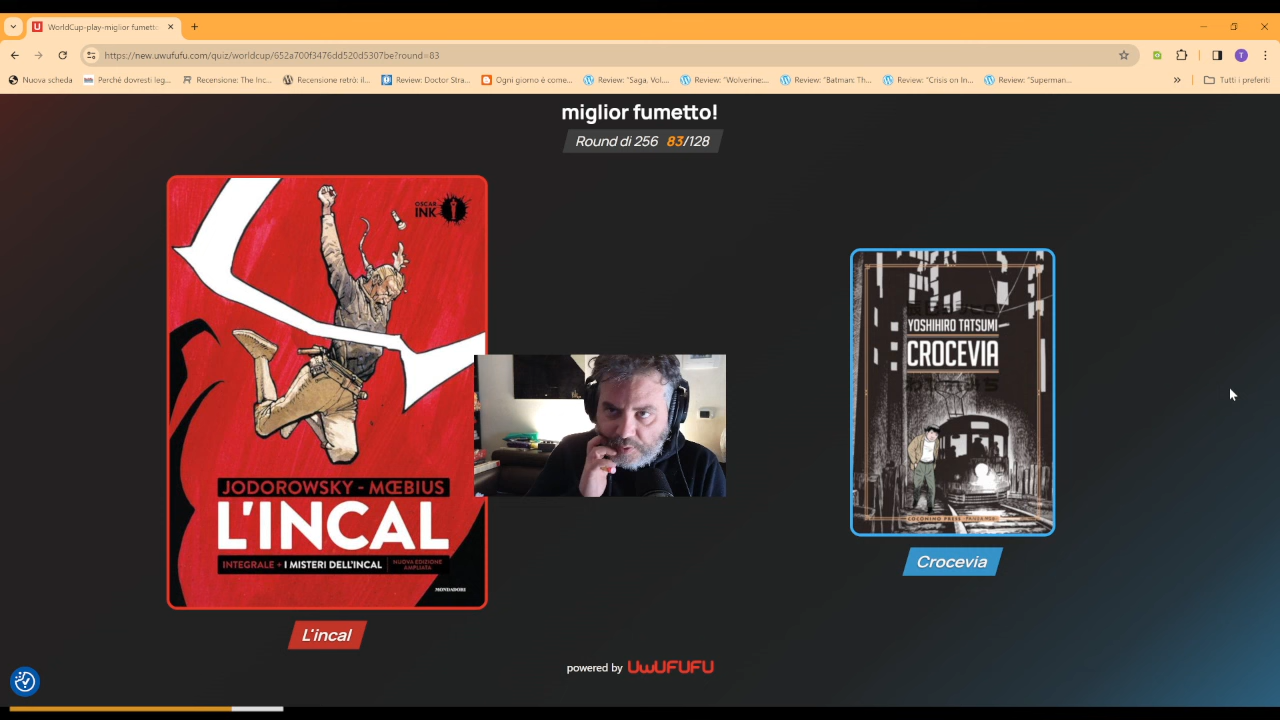 WorldCup-play-miglior fumetto
https://new.uwufufu.com/quiz/worldcup/652a700f3476dd520d5307be?round=83
Nuova scheda
Perché dovresti leg...
Recensione: The Inc...
Recensione retrò: il...
Review: Doctor Stra...
Ogni giorno è come...
Review: "Saga, Vol....
Review: "Wolverine:...
Review: "Batman: Th...
Review: "Crisis on In...
Review: "Superman...
»
Tutti i preferiti
miglior fumetto!
Round di 256 83/128
OSCAR
INK
JODOROWSKY - MŒBIUS
L'INCAL
INTEGRALE + I MISTERI DELL'INCAL
NUOVA EDIZIONE
AMPLIATA
MONDADORI
L'incal
YOSHIHIRO TATSUMI
CROCEVIA
COCONINO PRESS
Crocevia
powered by UWUFUFU